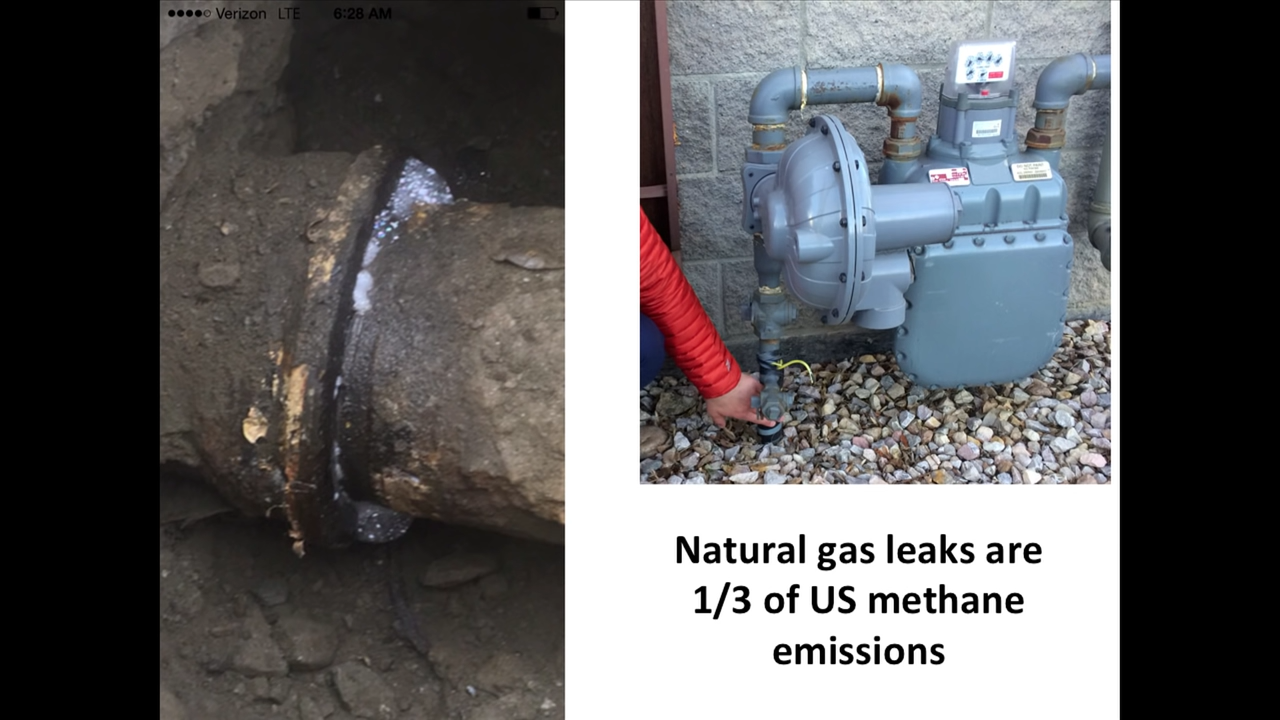 Verizon LTE 6:28 AM
Natural gas leaks are
1/3 of US methane
emissions